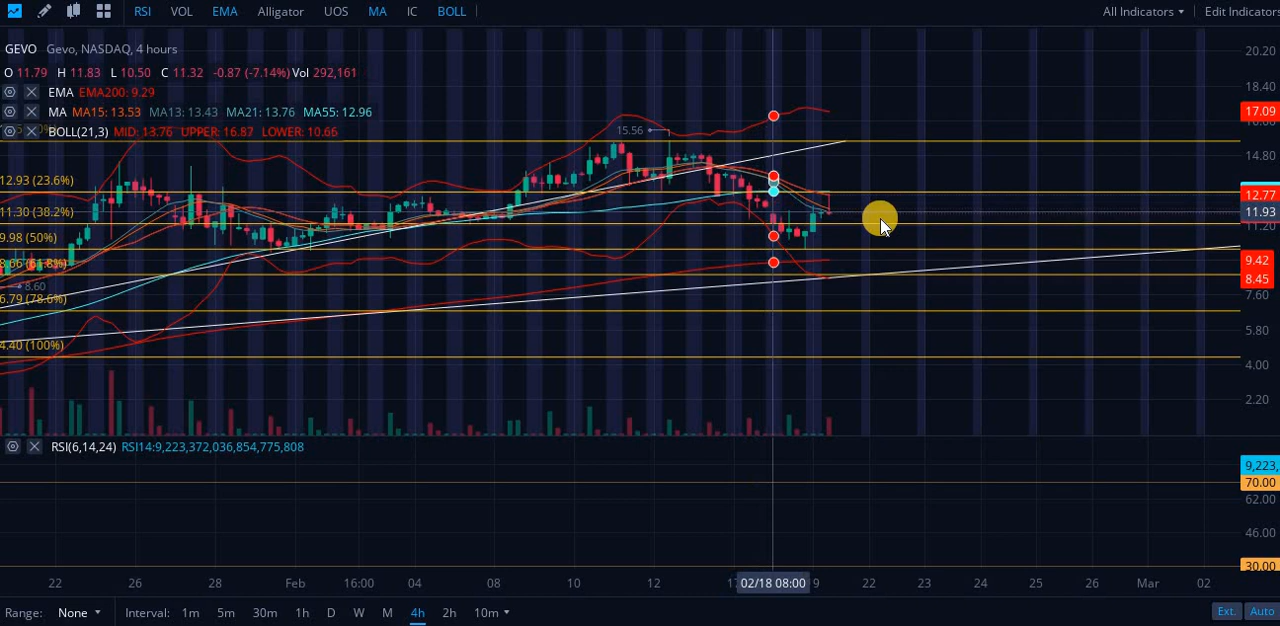 RSI VOL EMA Alligator UOS MA IC BOLL All Indicators Edit Indicators
GEVO Gevo, NASDAQ, 4 hours
O 11.79 H 11.83 L 10.50 C 11.32 -0.87 (-7.14%) Vol 292,161
EMA EMA200: 9.29
MA MA15: 13.53 MA13: 13.43 MA21: 13.76 MA55: 12.96
BOLL(21,3) MID: 13.76 UPPER: 16.87 LOWER: 10.66
15.56
12.93 (23.6%)
11.30 (38.2%)
9.98 (50%)
8.66 (61.8%)
8.60
6.79 (78.6%)
4.40 (100%)
20.20
18.40
17.09
14.80
12.77
11.93
11.20
9.42
8.45
7.60
5.80
4.00
2.20
RSI(6,14,24) RSI14:9,223,372,036,854,775,808
9,223,
70.00
62.00
46.00
30.00
22 26 28 Feb 16:00 04 08 10 12 02/18 08:00 9 22 23 24 25 26 Mar 02
Range: None Interval: 1m 5m 30m 1h D W M 4h 2h 10m Ext. Auto